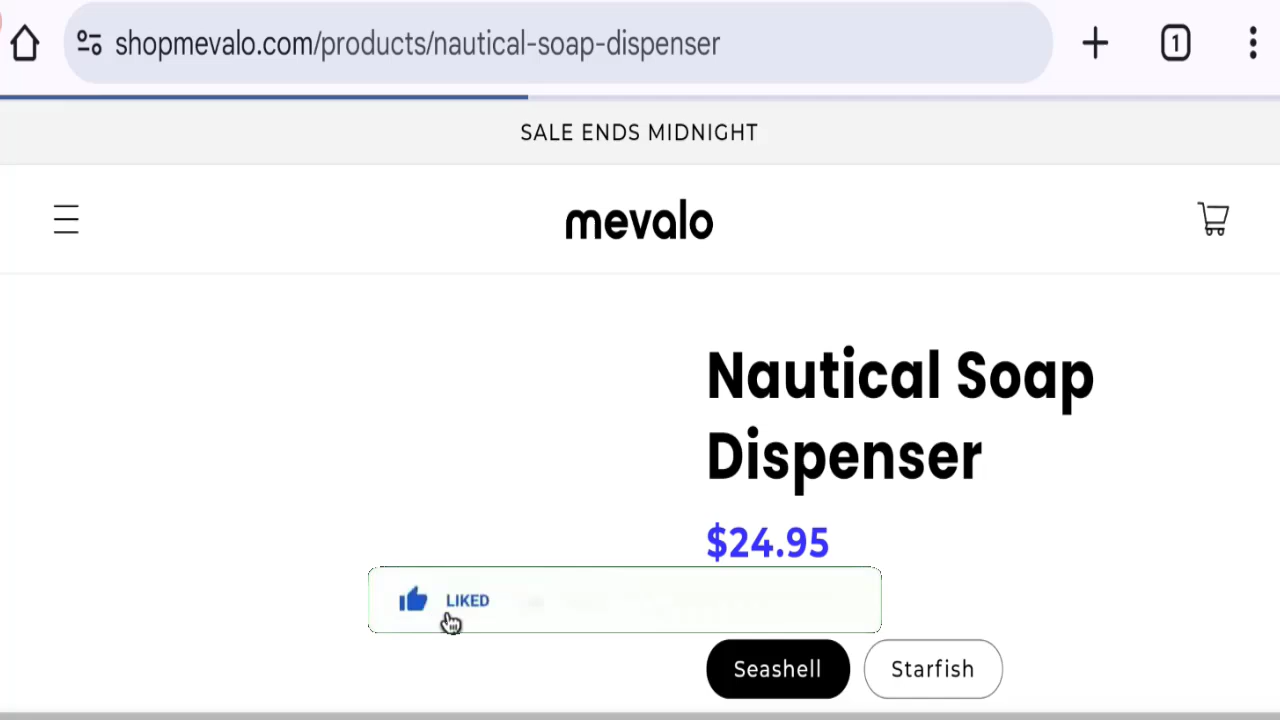 shopmevalo.com/products/nautical-soap-dispenser
1
SALE ENDS MIDNIGHT
mevalo
Nautical Soap
Dispenser
$24.95
LIKED
Seashell
Starfish